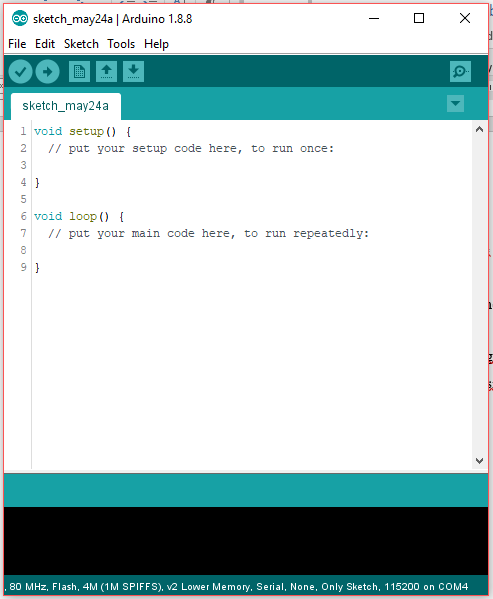 sketch_may24a | Arduino 1.8.8
File Edit Sketch Tools Help
sketch_may24a
1 void setup() {
2 // put your setup code here, to run once:
3
4 }
5
6 void loop() {
7 // put your main code here, to run repeatedly:
8
9 }
, 80 MHz, Flash, 4M (1M SPIFFS), v2 Lower Memory, Serial, None, Only Sketch, 115200 on COM4